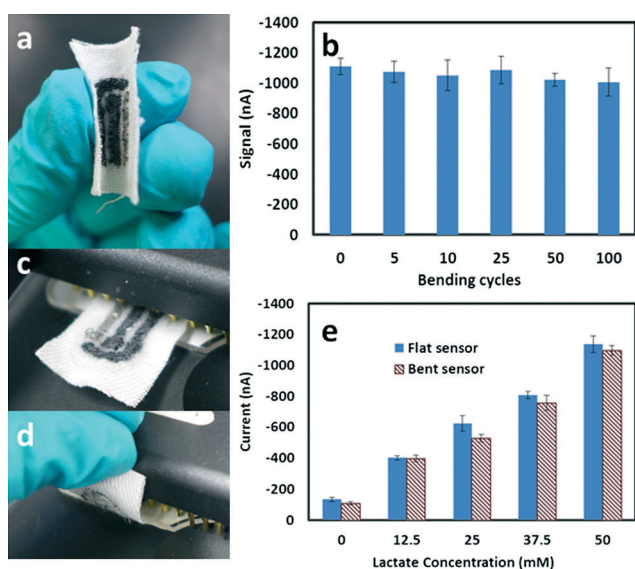 a
b
-1400
-1200
-1000
-800
-600
-400
-200
0
Signal (nA)
0 5 10 25 50 100
Bending cycles
c
d
e
-1400
-1200
-1000
-800
-600
-400
-200
0
Current (nA)
Flat sensor
Bent sensor
0 12.5 25 37.5 50
Lactate Concentration (mM)